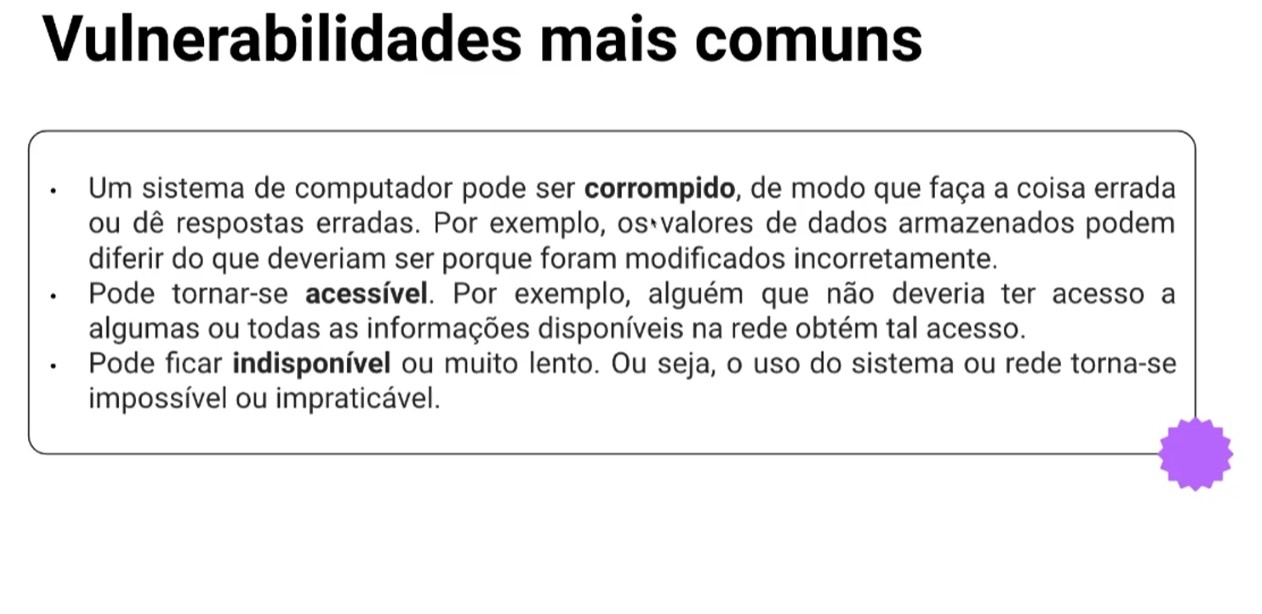 Vulnerabilidades mais comuns
• Um sistema de computador pode ser corrompido, de modo que faça a coisa errada
ou dê respostas erradas. Por exemplo, os valores de dados armazenados podem
diferir do que deveriam ser porque foram modificados incorretamente.
• Pode tornar-se acessível. Por exemplo, alguém que não deveria ter acesso a
algumas ou todas as informações disponíveis na rede obtém tal acesso.
• Pode ficar indisponível ou muito lento. Ou seja, o uso do sistema ou rede torna-se
impossível ou impraticável.